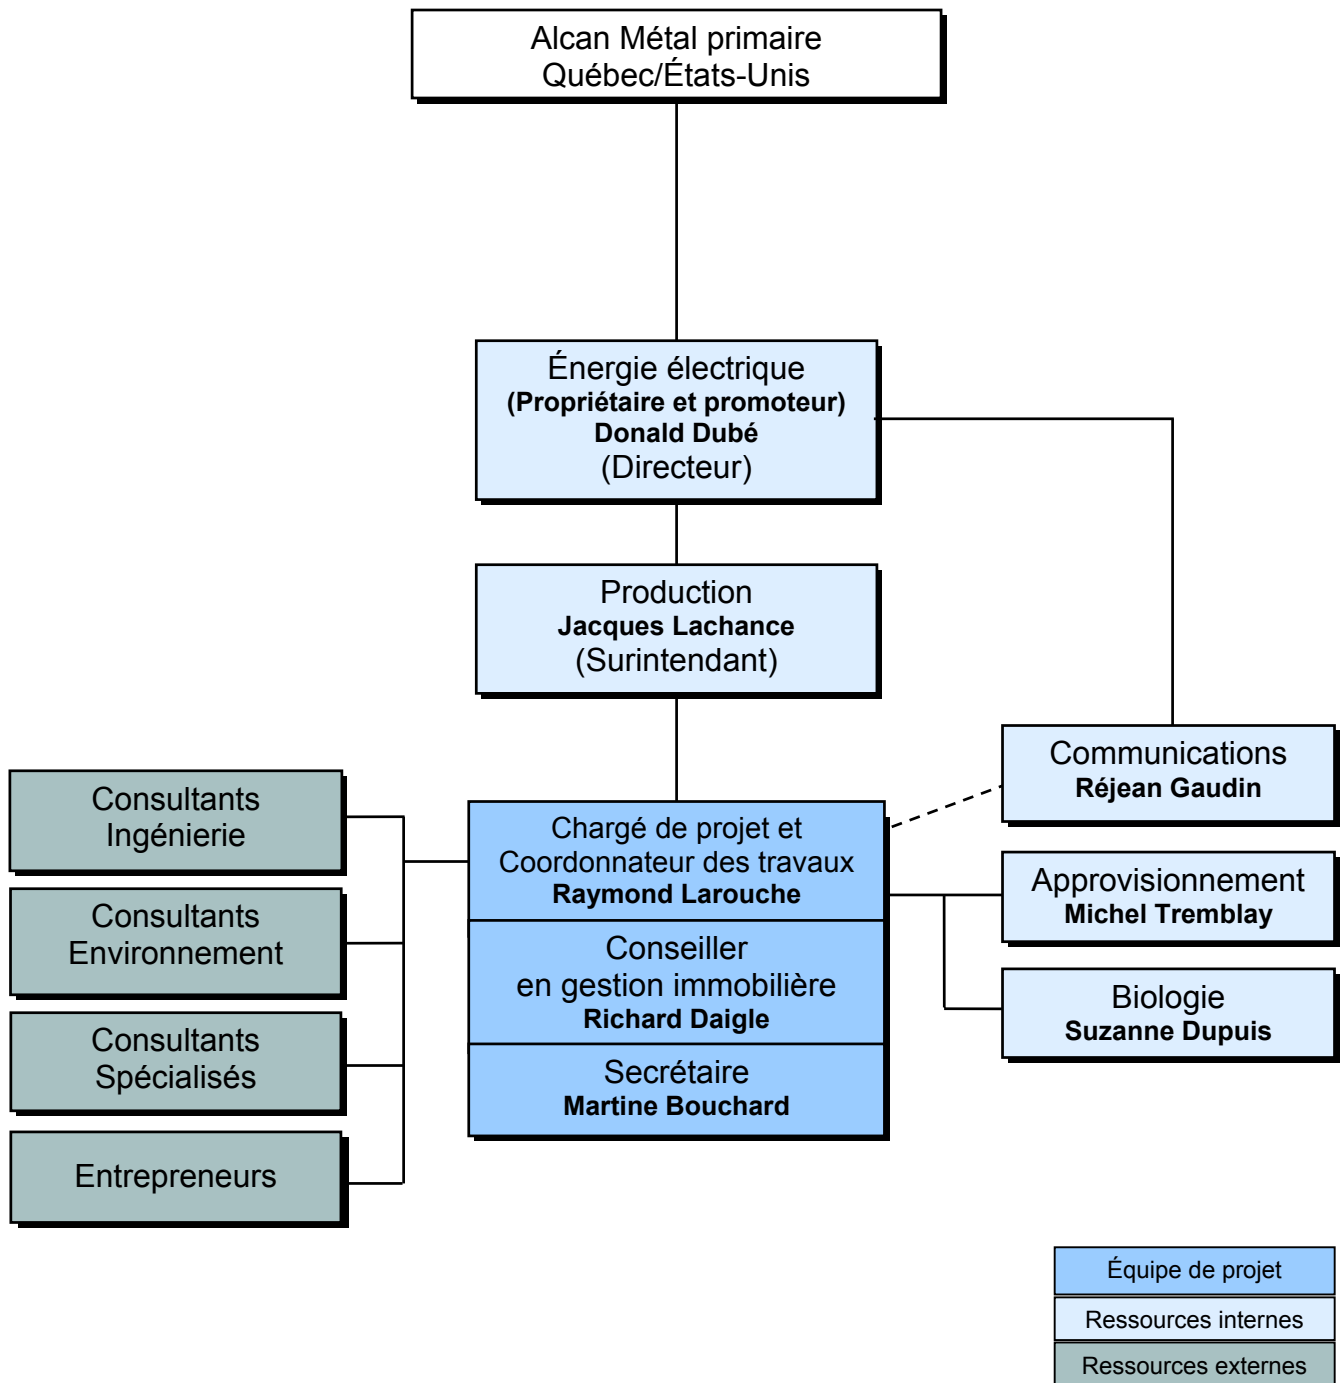 Alcan Métal primaire
Québec/États-Unis
Énergie électrique
(Propriétaire et promoteur)
Donald Dubé
(Directeur)
Production
Jacques Lachance
(Surintendant)
Communications
Réjean Gaudin
Consultants
Ingénierie
Chargé de projet et
Coordonnateur des travaux
Raymond Larouche
Approvisionnement
Michel Tremblay
Consultants
Environnement
Conseiller
en gestion immobilière
Richard Daigle
Biologie
Suzanne Dupuis
Consultants
Spécialisés
Secrétaire
Martine Bouchard
Entrepreneurs
Équipe de projet
Ressources internes
Ressources externes